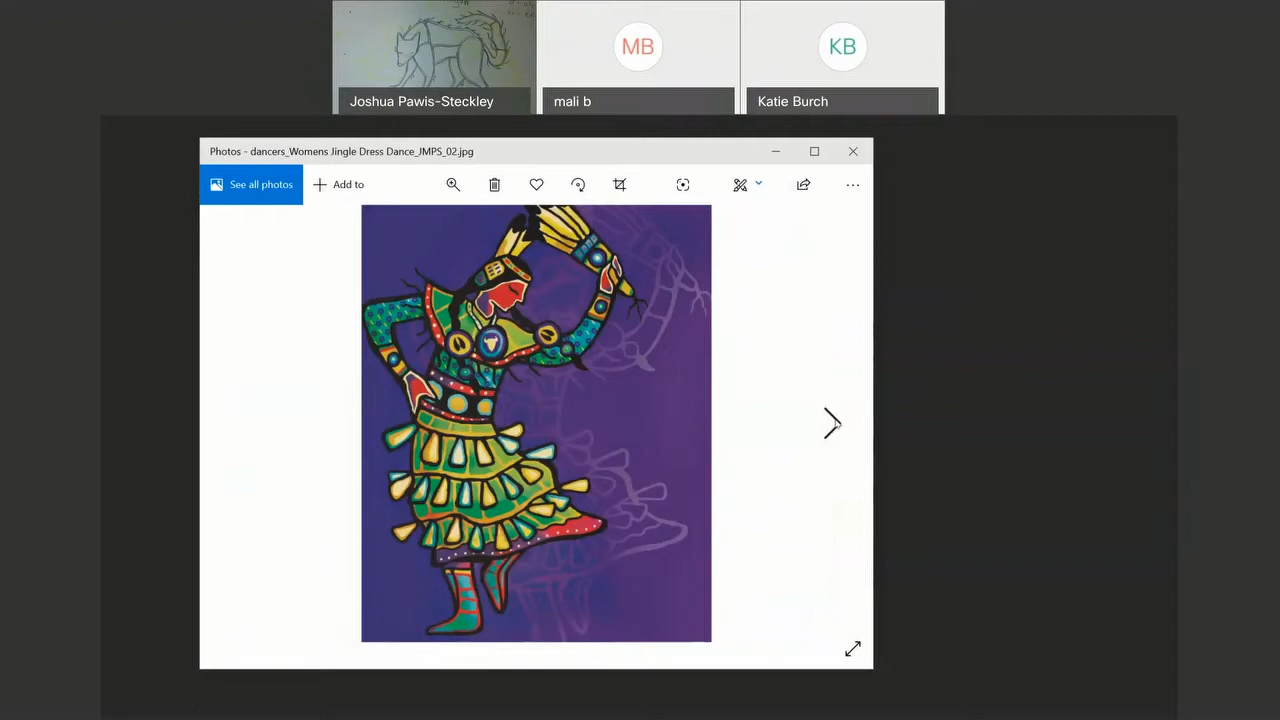 MB
KB
Joshua Pawis-Steckley
mali b
Katie Burch
Photos - dancers_Womens Jingle Dress Dance_JMPS_02.jpg
See all photos
Add to